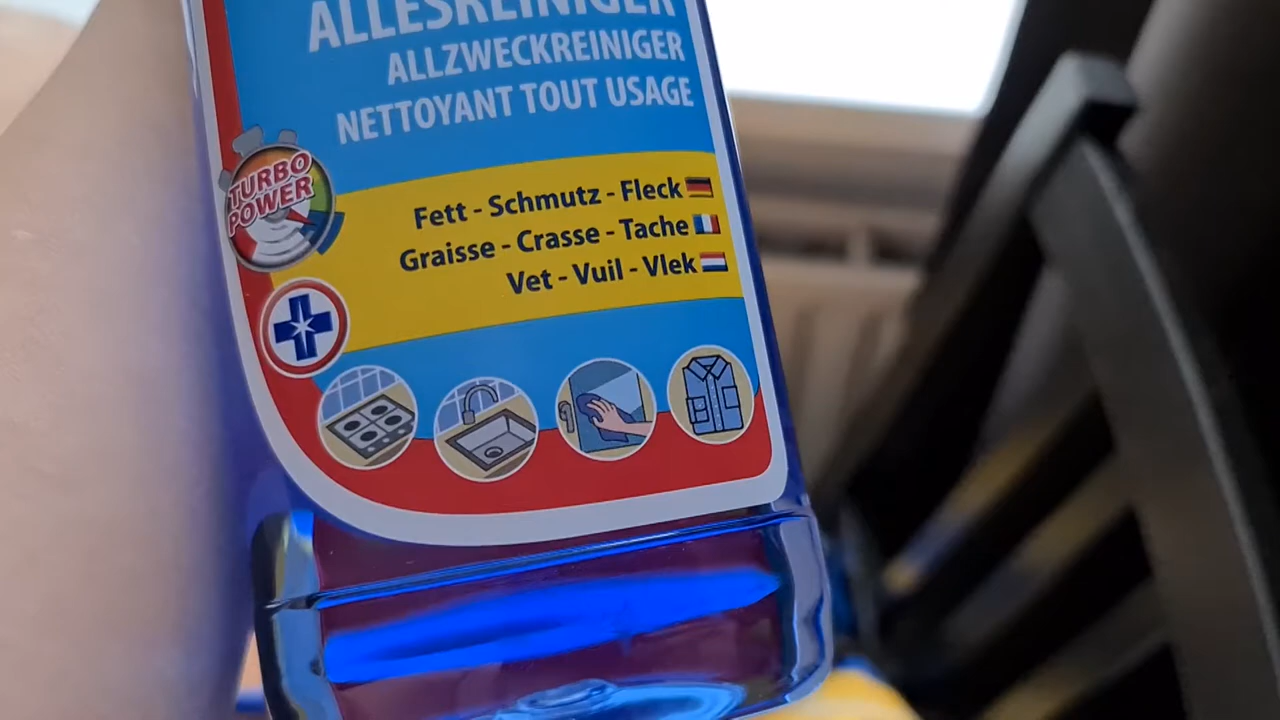 ALLESREINIGER
ALLZWECKREINIGER
NETTOYANT TOUT USAGE
TURBO
POWER
Fett - Schmutz - Fleck
Graisse - Crasse - Tache
Vet - Vuil - Vlek